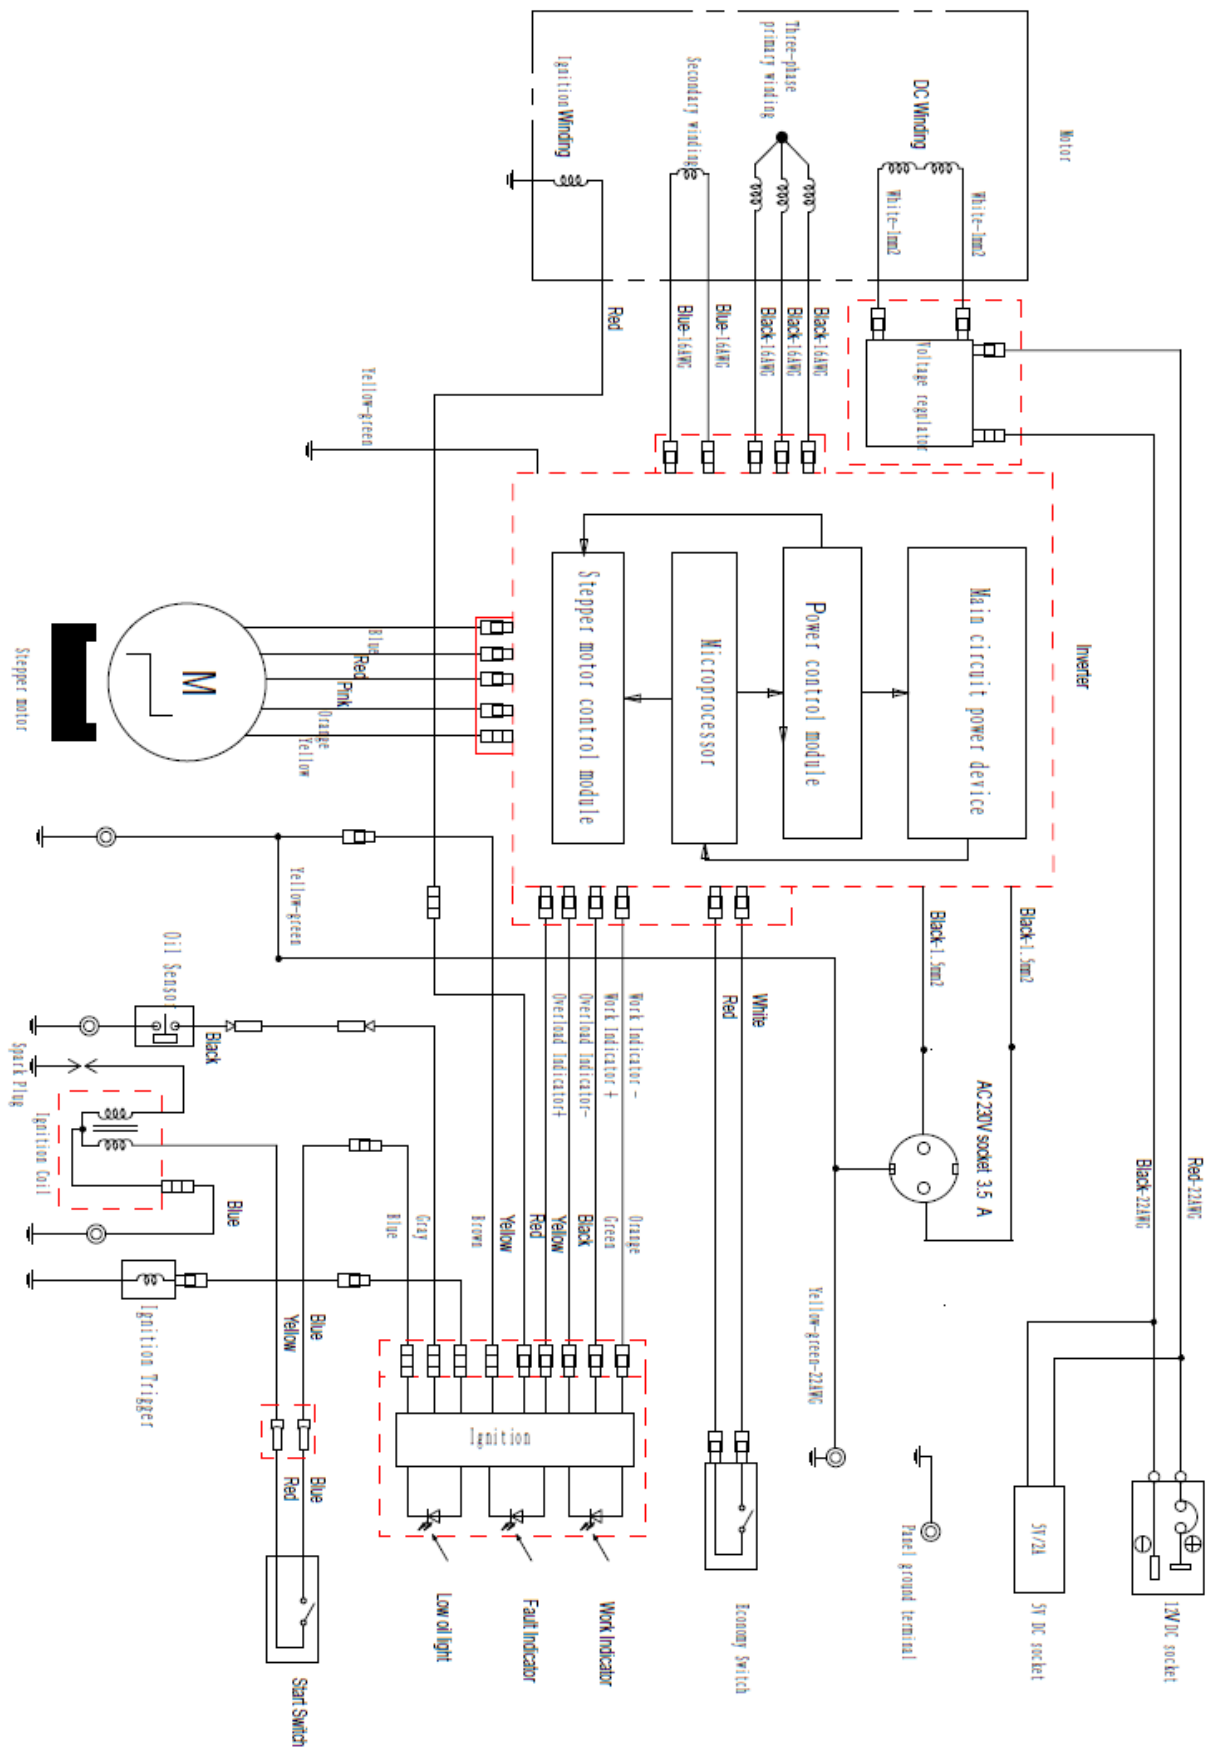 Motor
DC Winding
White-1mm2
White-1mm2
Three-phase
primary winding
Secondary winding
Ignition Winding
Black-16AWG
Black-16AWG
Black-16AWG
Blue-16AWG
Blue-16AWG
Red
Yellow-green
Voltage regulator
Inverter
Main circuit power device
Power control module
Microprocessor
Stepper motor control module
Blue
Red
Pink
Orange
Yellow
M
Stepper motor
Black-1.5mm2
Black-1.5mm2
AC 230V socket 3.5 A
Red-22AWG
Black-22AWG
White
Red
Work Indicator -
Work Indicator +
Overload Indicator-
Overload Indicator+
Yellow-green
Oil Sensor
Black
Spark Plug
Ignition Coil
Blue
Ignition Trigger
Orange
Green
Black
Yellow
Red
Yellow
Brown
Gray
Blue
Blue
Yellow
Blue
Red
Yellow-green-22AWG
Ignition
Work Indicator
Fault Indicator
Low oil light
Start Switch
Economy Switch
Panel ground terminal
5V/2A
5V DC socket
12V DC socket